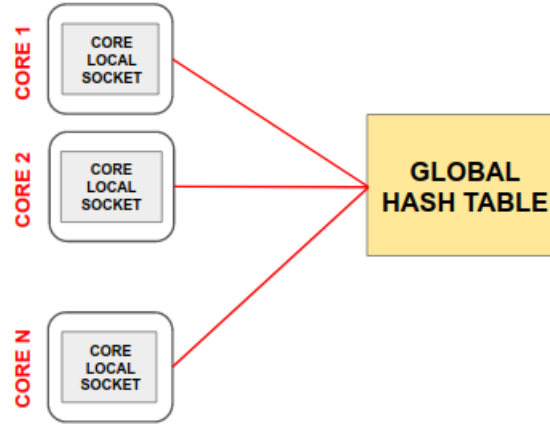 CORE 1
CORE
LOCAL
SOCKET
CORE 2
CORE
LOCAL
SOCKET
GLOBAL
HASH TABLE
CORE N
CORE
LOCAL
SOCKET